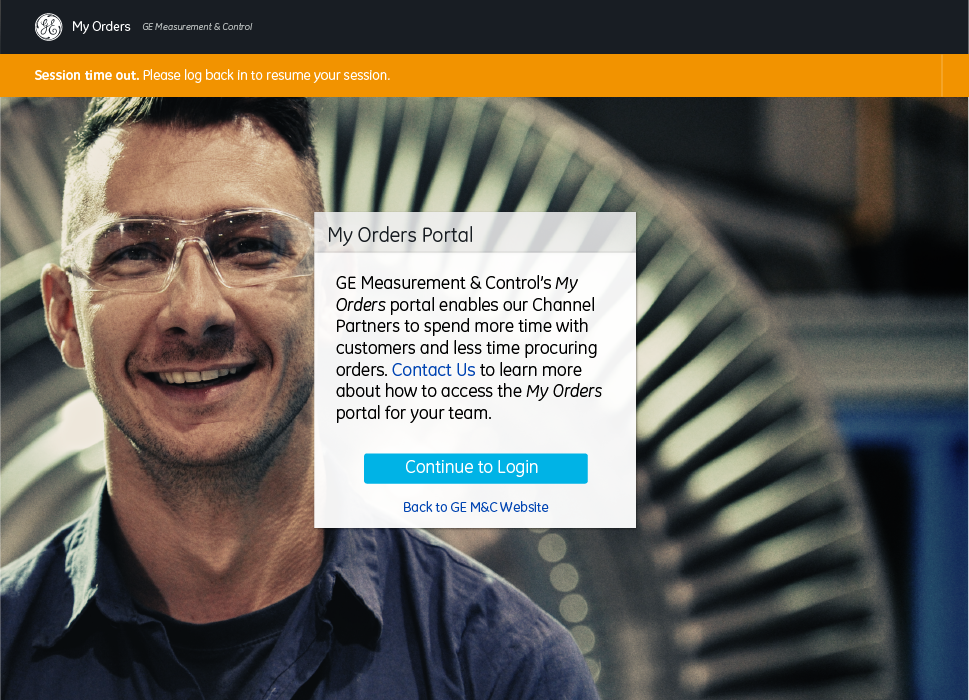 GE My Orders GE Measurement & Control
Session time out. Please log back in to resume your session.
My Orders Portal
GE Measurement & Control's My
Orders portal enables our Channel
Partners to spend more time with
customers and less time procuring
orders. Contact Us to learn more
about how to access the My Orders
portal for your team.
Continue to Login
Back to GE M&C Website